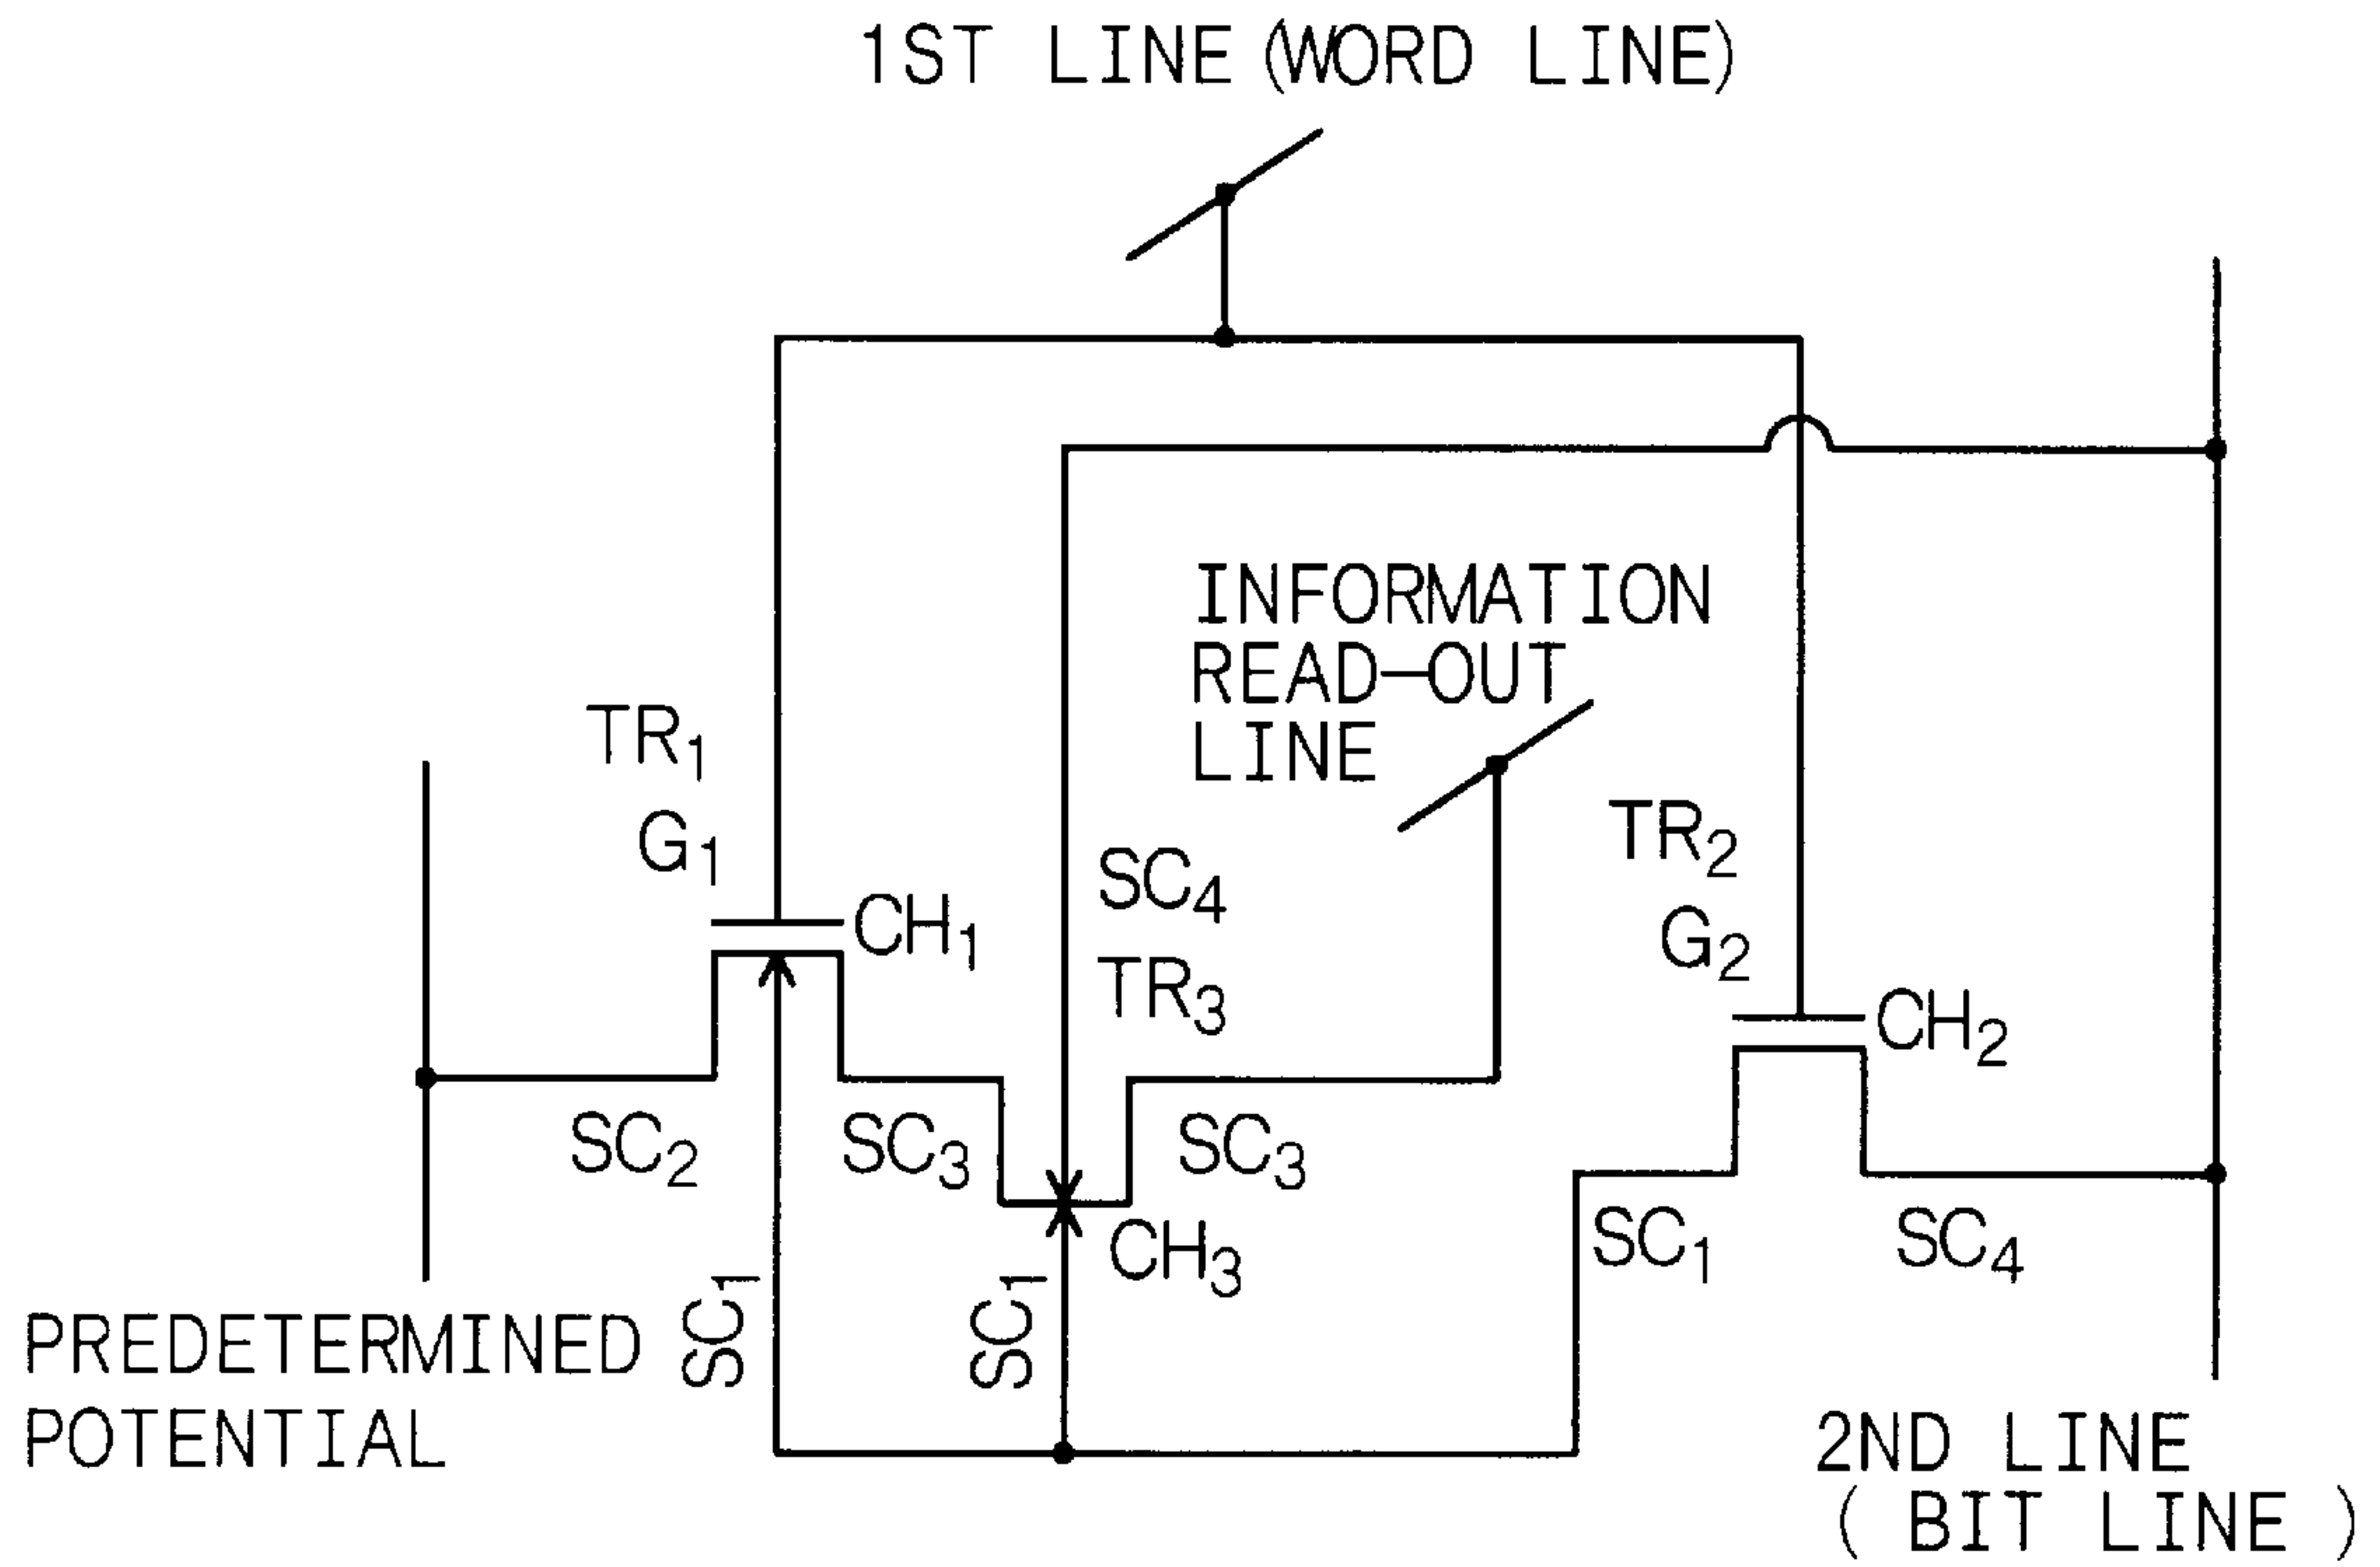 1ST LINE (WORD LINE)
INFORMATION
READ-OUT
LINE
TR1
G1
CH1
SC4
TR3
TR2
G2
CH2
SC2
SC3
SC3
CH3
SC1
SC4
SC1
SC1
PREDETERMINED
POTENTIAL
2ND LINE
( BIT LINE )